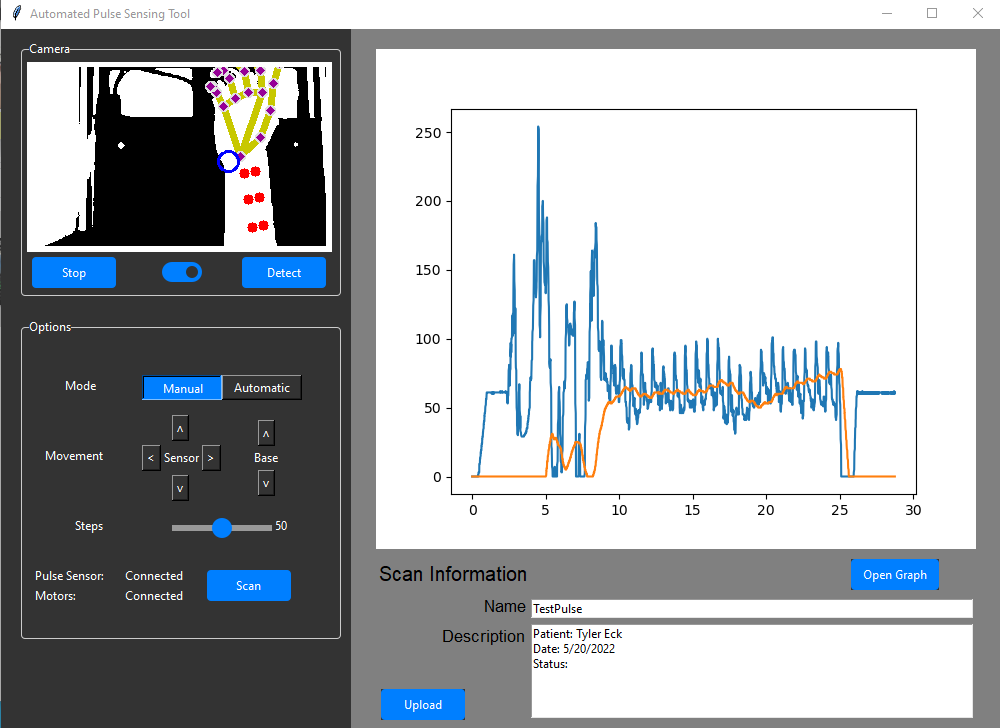 Automated Pulse Sensing Tool
Camera
Stop
Detect
Options
Mode
Manual
Automatic
Movement
^
^
<
Sensor
>
Base
v
v
Steps
50
Pulse Sensor:
Connected
Motors:
Connected
Scan
250
200
150
100
50
0
0
5
10
15
20
25
30
Scan Information
Open Graph
Name
TestPulse
Description
Patient: Tyler Eck
Date: 5/20/2022
Status:
Upload